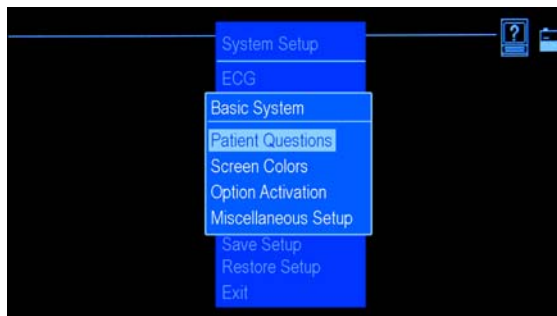 System Setup
ECG
Basic System
Patient Questions
Screen Colors
Option Activation
Miscellaneous Setup
Save Setup
Restore Setup
Exit
?